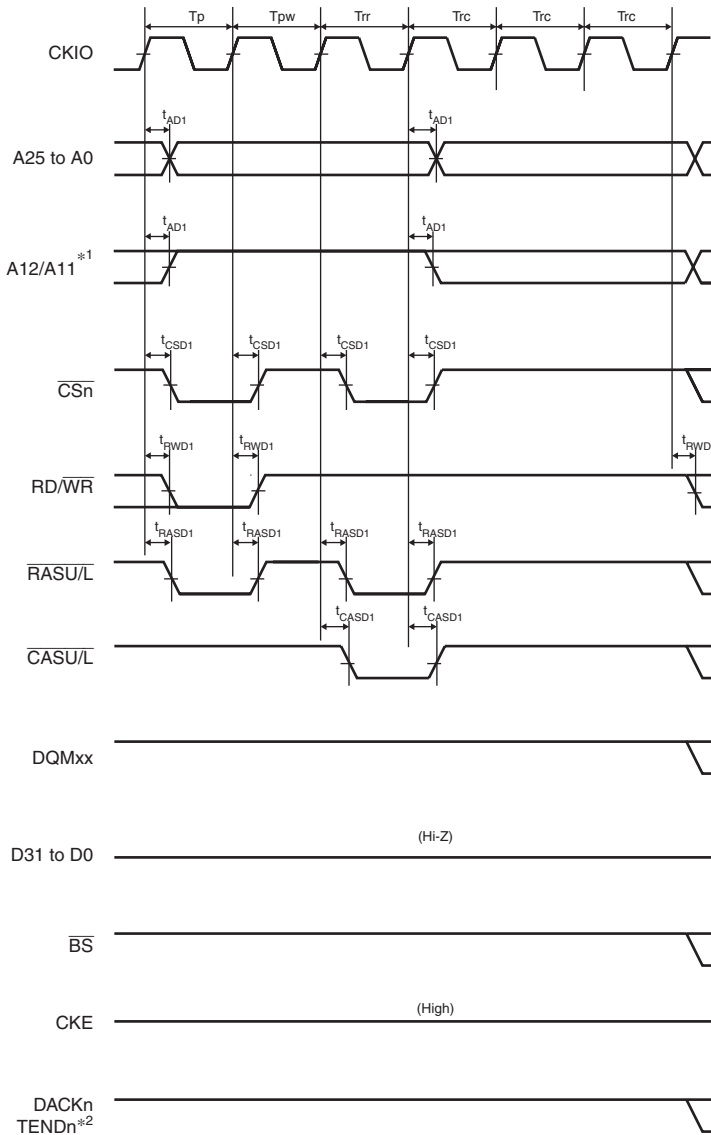 Tp Tpw Trr Trc Trc Trc
CKIO
tAD1 tAD1
A25 to A0
tAD1 tAD1
A12/A11*1
tCSD1 tCSD1 tCSD1 tCSD1
CSn
tRWD1 tRWD1 tRWD
RD/WR
tRASD1 tRASD1 tRASD1 tRASD1
RASU/L
tCASD1 tCASD1
CASU/L
DQMxx
(Hi-Z)
D31 to D0
BS
(High)
CKE
DACKn
TENDn*2